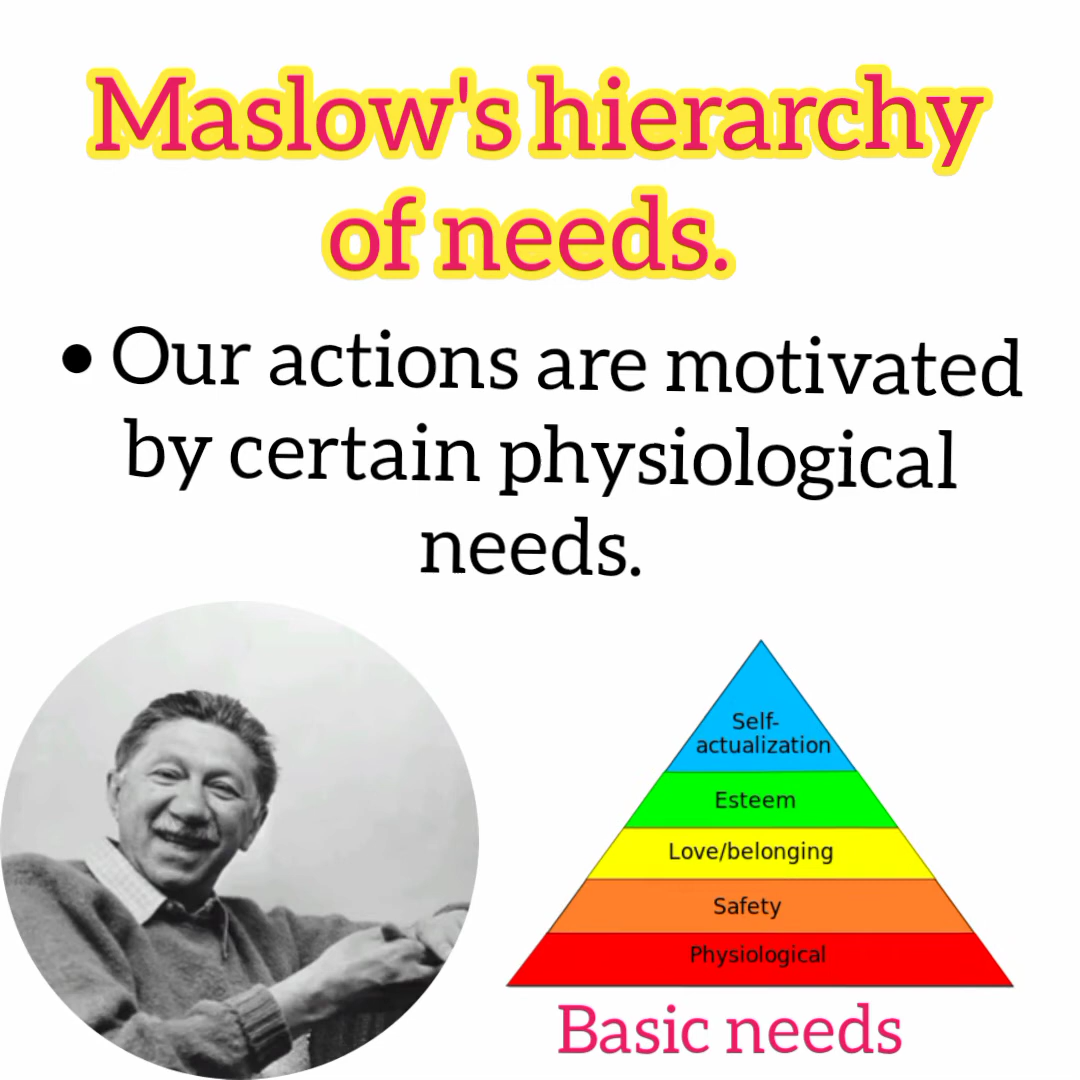 Maslow's hierarchy
of needs.
• Our actions are motivated
by certain physiological
needs.
Self-
actualization
Esteem
Love/belonging
Safety
Physiological
Basic needs